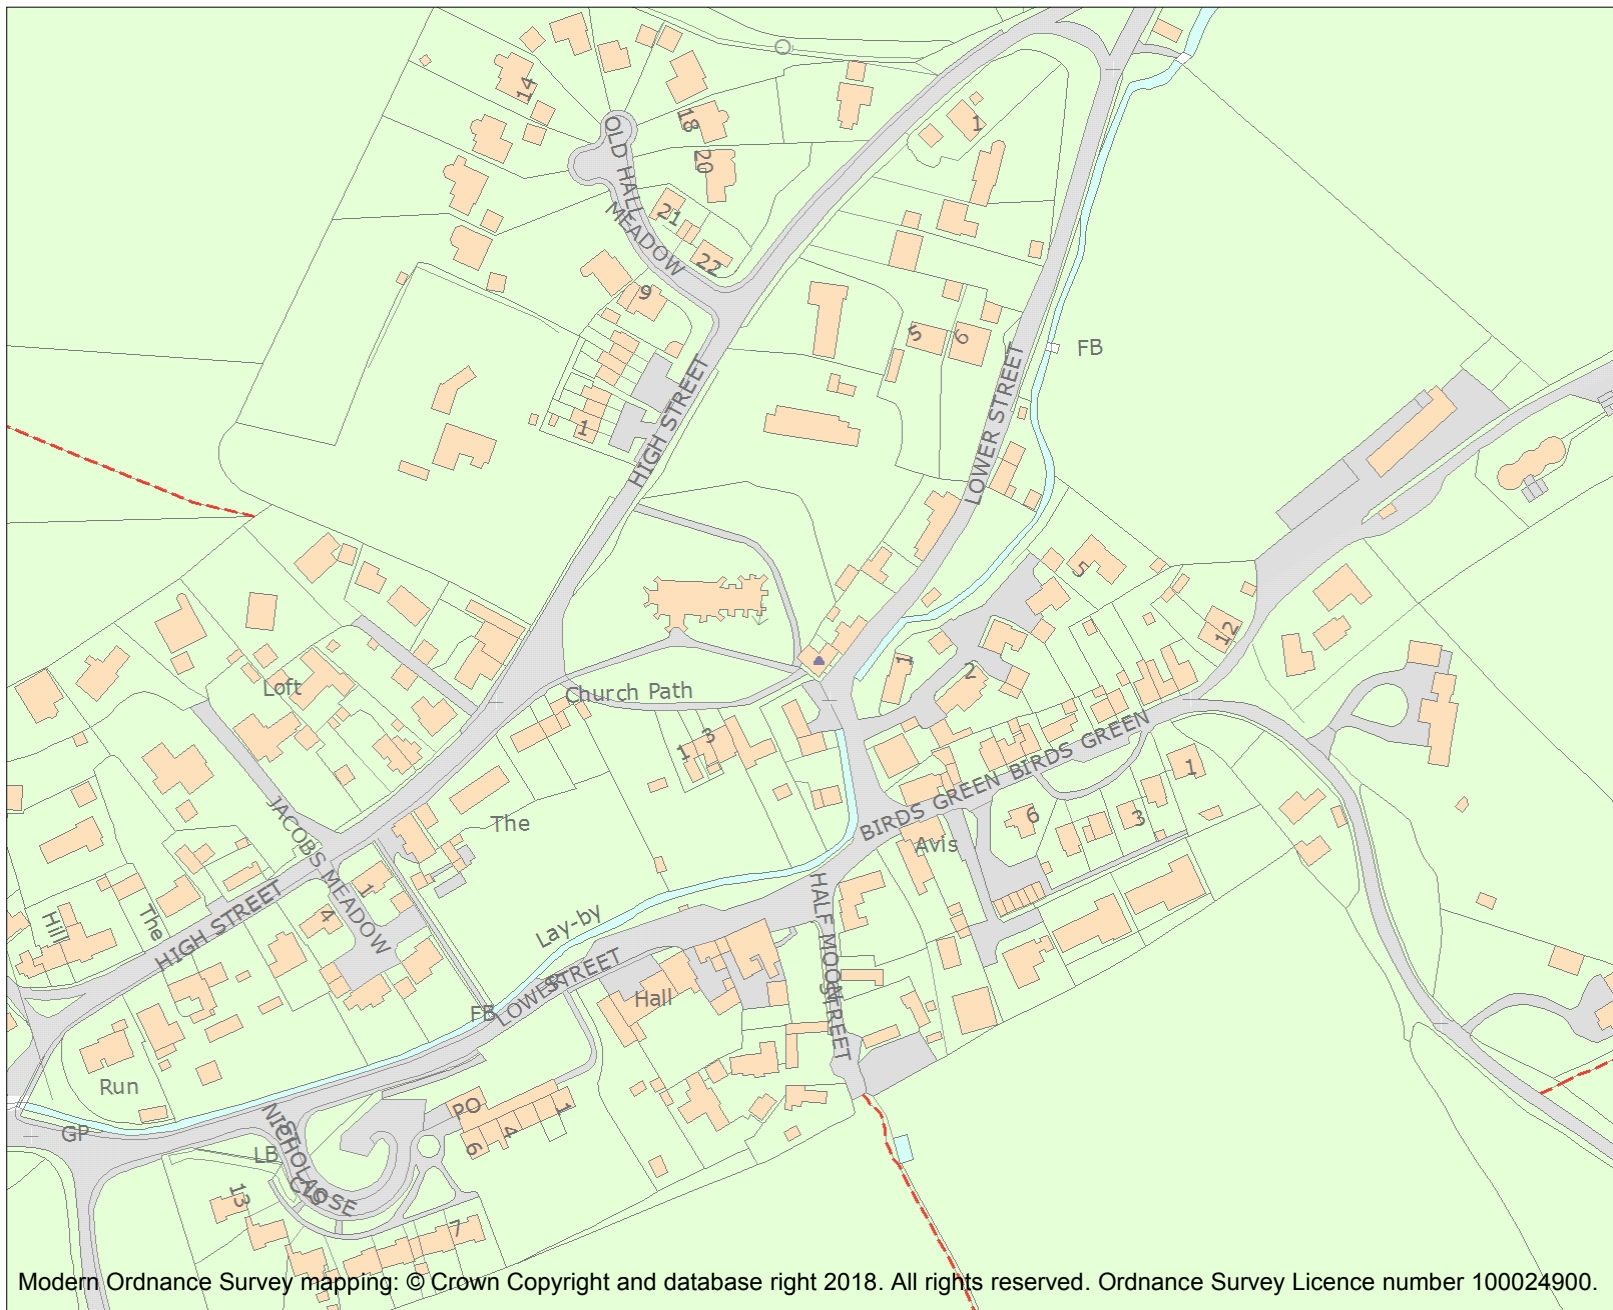 14
OLD HALL
MEADOW
18
20
21
22
9
1
1
5
6
FB
HIGH STREET
LOWER STREET
5
12
Loft
Church Path
1
2
1
3
BIRDS GREEN
BIRDS GREEN
BIRDS GREEN
1
3
6
Avis
The
JACOBS MEADOW
1
4
Hill
The
HIGH STREET
Lay-by
LOWER STREET
HALF MOON STREET
FB
Hall
Run
GP
LB
ST
NICHOLAS
CLOSE
PO
1
4
6
7
13
Modern Ordnance Survey mapping: © Crown Copyright and database right 2018. All rights reserved. Ordnance Survey Licence number 100024900.